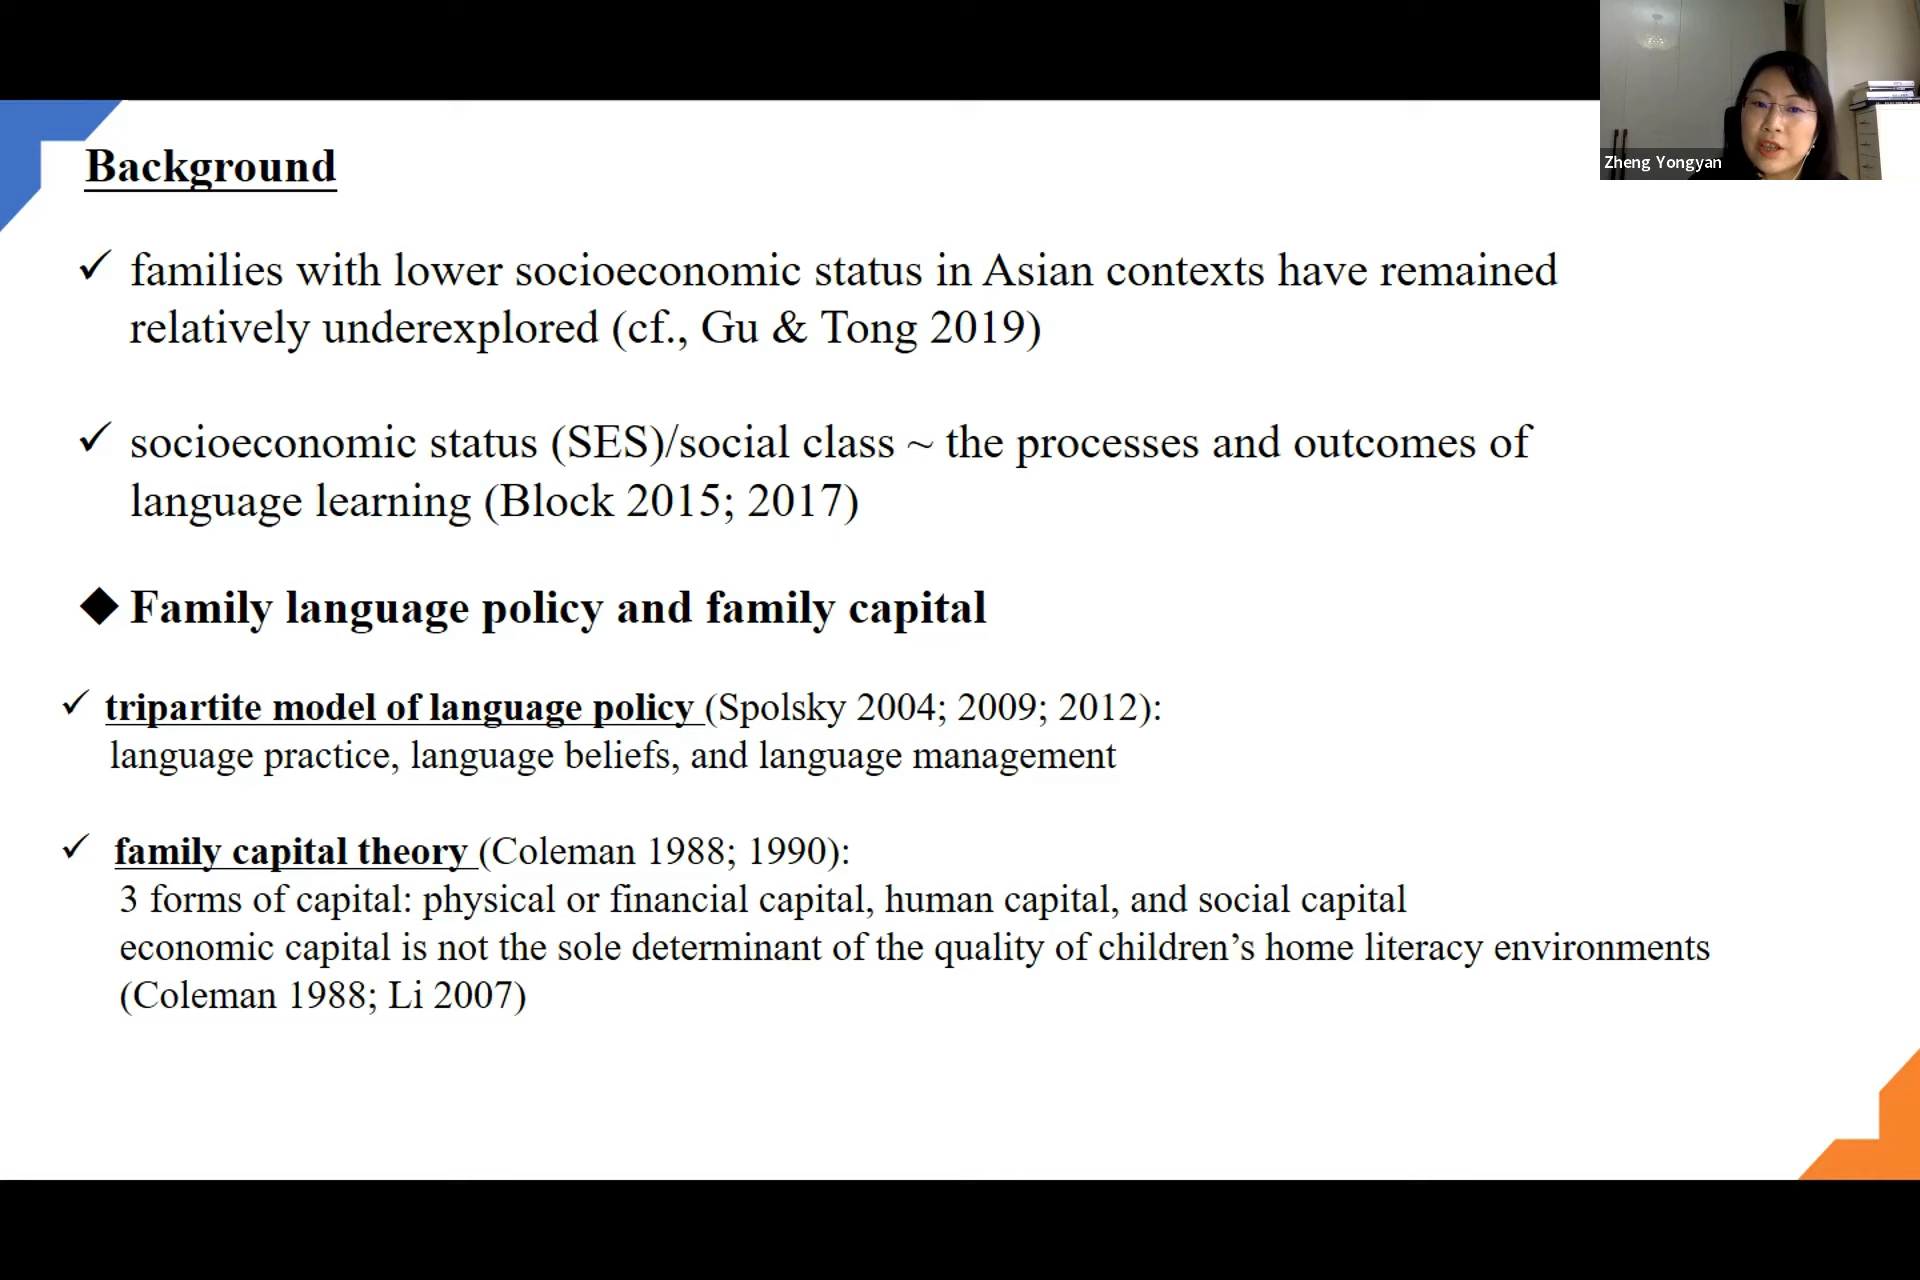 Zheng Yongyan
Background
✓ families with lower socioeconomic status in Asian contexts have remained
relatively underexplored (cf., Gu & Tong 2019)
✓ socioeconomic status (SES)/social class ~ the processes and outcomes of
language learning (Block 2015; 2017)
◆ Family language policy and family capital
✓ tripartite model of language policy (Spolsky 2004; 2009; 2012):
language practice, language beliefs, and language management
✓ family capital theory (Coleman 1988; 1990):
3 forms of capital: physical or financial capital, human capital, and social capital
economic capital is not the sole determinant of the quality of children’s home literacy environments
(Coleman 1988; Li 2007)